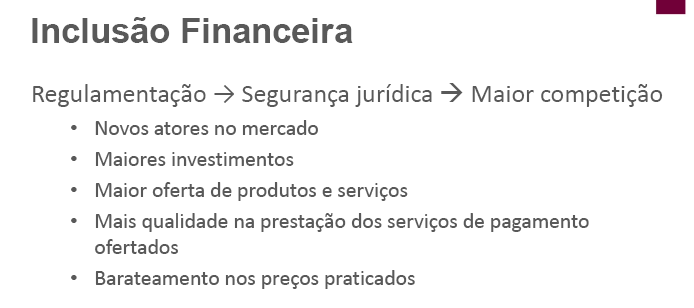 Inclusão Financeira
Regulamentação → Segurança jurídica → Maior competição
• Novos atores no mercado
• Maiores investimentos
• Maior oferta de produtos e serviços
• Mais qualidade na prestação dos serviços de pagamento
ofertados
• Barateamento nos preços praticados